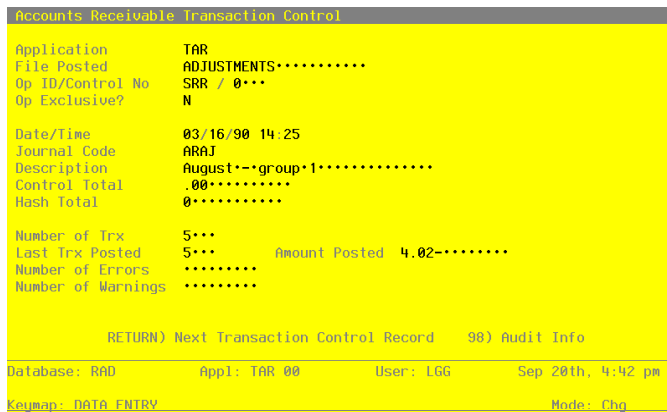 Accounts Receivable Transaction Control
Application TAR
File Posted ADJUSTMENTS···········
Op ID/Control No SRR / 0···
Op Exclusive? N
Date/Time 03/16/90 14:25
Journal Code ARAJ
Description August·-·group·1··············
Control Total .00··········
Hash Total 0···········
Number of Trx 5···
Last Trx Posted 5··· Amount Posted 4.02-········
Number of Errors ·········
Number of Warnings ·········
RETURN) Next Transaction Control Record 98) Audit Info
Database: RAD Appl: TAR 00 User: LGG Sep 20th, 4:42 pm
Keymap: DATA ENTRY Mode: Chg